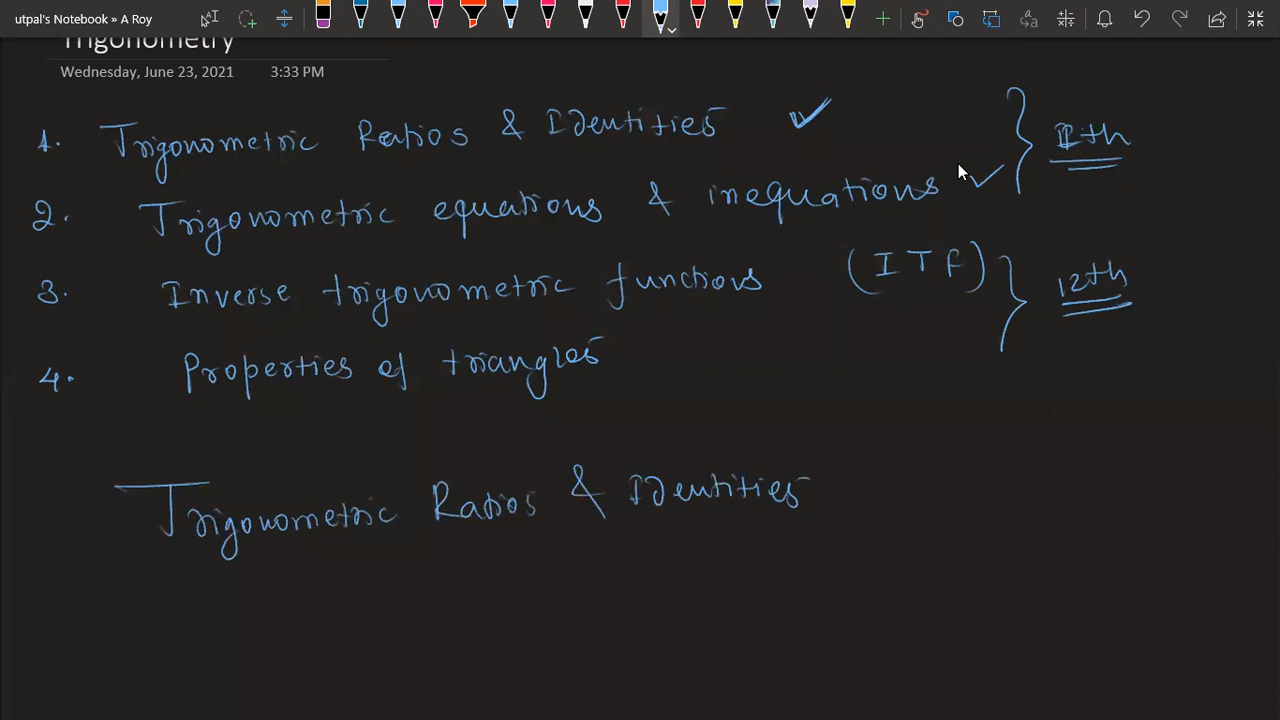 utpal's Notebook » A Roy
Trigonometry
Wednesday, June 23, 2021 3:33 PM
1. Trigonometric Ratios & Identities ✓
2. Trigonometric equations & inequations ✓
3. Inverse trigonometric functions (ITF) 12th
4. Properties of triangles
Trigonometric Ratios & Identities